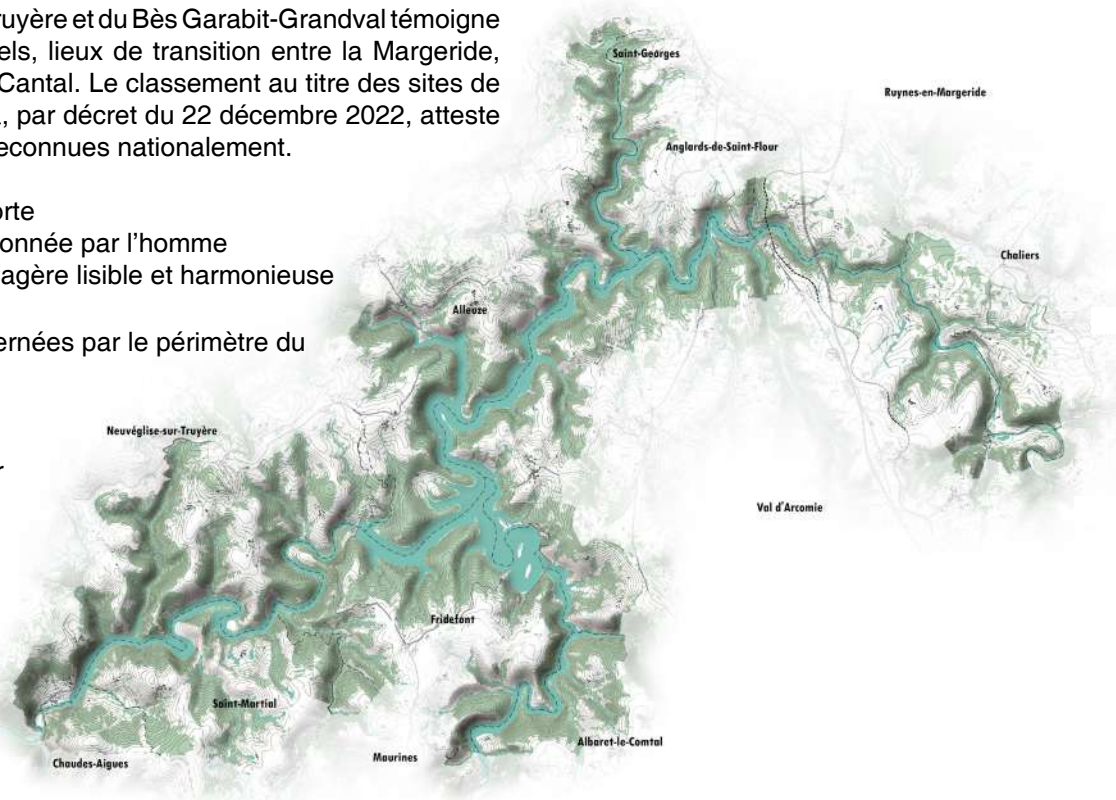 ruyère et du Bès Garabit-Grandval témoigne
els, lieux de transition entre la Margeride,
Cantal. Le classement au titre des sites de
, par décret du 22 décembre 2022, atteste
econnues nationalement.
orte
onnée par l'homme
agère lisible et harmonieuse
ernées par le périmètre du
r
Saint-Georges
Ruynes-en-Margeride
Anglards-de-Saint-Flour
Chaliers
Alleuze
Neuvéglise-sur-Truyère
Val d'Arcomie
Fridefont
Saint-Martial
Albaret-le-Comtal
Maurines
Chaudes-Aigues